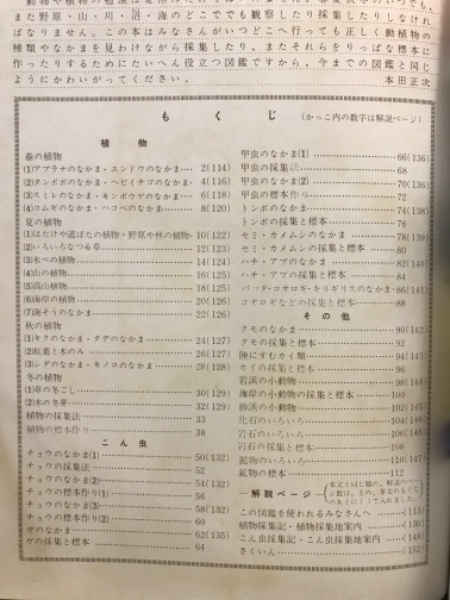 また野原・山・川・沼・海のどこででも観察したり採集したりしなけれ
ばなりません。この本はみなさんがいつどこへ行っても正しく動植物の
種類やなかまを見わけながら採集したり，またそれらをりっぱな標本に
作ったりするためにたいへん役立つ図鑑ですから，今までの図鑑と同じ
ようにかわいがってください。 本田正次
もくじ (かっこ内の数字は解説ページ)
植物
春の植物
(1)アブラナのなかま・エンドウのなかま… 2(114)
(2)タンポポのなかま・ヘビイチゴのなかま・ 4(116)
(3)スミレのなかま・キンポウゲのなかま… 6(118)
(4)コムギのなかま・ハコベのなかま… 8(120)
夏の植物
(1)はたけや道ばたの植物・野原や林の植物・10(122)
(2)いろいろなつる草… 12(123)
(3)水べの植物… 14(124)
(4)山の植物… 16(125)
(5)高山植物… 18(125)
(6)海岸の植物… 20(126)
(7)海そうのなかま… 22(126)
秋の植物
(1)キクのなかま・タデのなかま… 24(127)
(2)紅葉と木のみ… 26(127)
(3)シダのなかま・キノコのなかま… 28(128)
冬の植物
(1)草の冬ごし… 30(129)
(2)木の冬芽… 32(129)
植物の採集法… 33
植物の標本作り… 38
こん虫
チョウのなかま(1)… 50(132)
チョウの採集法… 52
チョウのなかま(2)… 54(132)
チョウの標本作り(1)… 56
チョウのなかま(3)… 58(132)
チョウの標本作り(2)… 60
ガのなかま… 62(135)
ガの採集と標本… 64
甲虫のなかま(1)… 66(136)
甲虫の採集法… 68
甲虫のなかま(2)… 70(136)
甲虫の標本作り… 72
トンボのなかま… 74(138)
トンボの採集と標本… 76
セミ・カメムシのなかま… 78(139)
セミ・カメムシの採集と標本… 80
ハチ・アブのなかま… 82(140)
ハチ・アブの採集と標本… 84
バッタ・コオロギ・キリギリスのなかま・86(141)
コオロギなどの採集と標本… 88
その他
クモのなかま… 90(142)
クモの採集と標本… 92
陸にすむカイ類… 94(143)
カイの採集と標本… 96
岩浜の小動物… 98(144)
海岸の小動物の採集と標本… 100
砂浜の小動物… 102(145)
化石のいろいろ… 104(146)
岩石のいろいろ… 106(146)
岩石の採集と標本… 108
鉱物のいろいろ… 110(147)
鉱物の標本… 112
―解説ページ―
この図鑑を使われるみなさんへ… (113)
植物採集記・植物採集地案内… (130)
こん虫採集記・こん虫採集地案内… (148)
さくいん… (152)